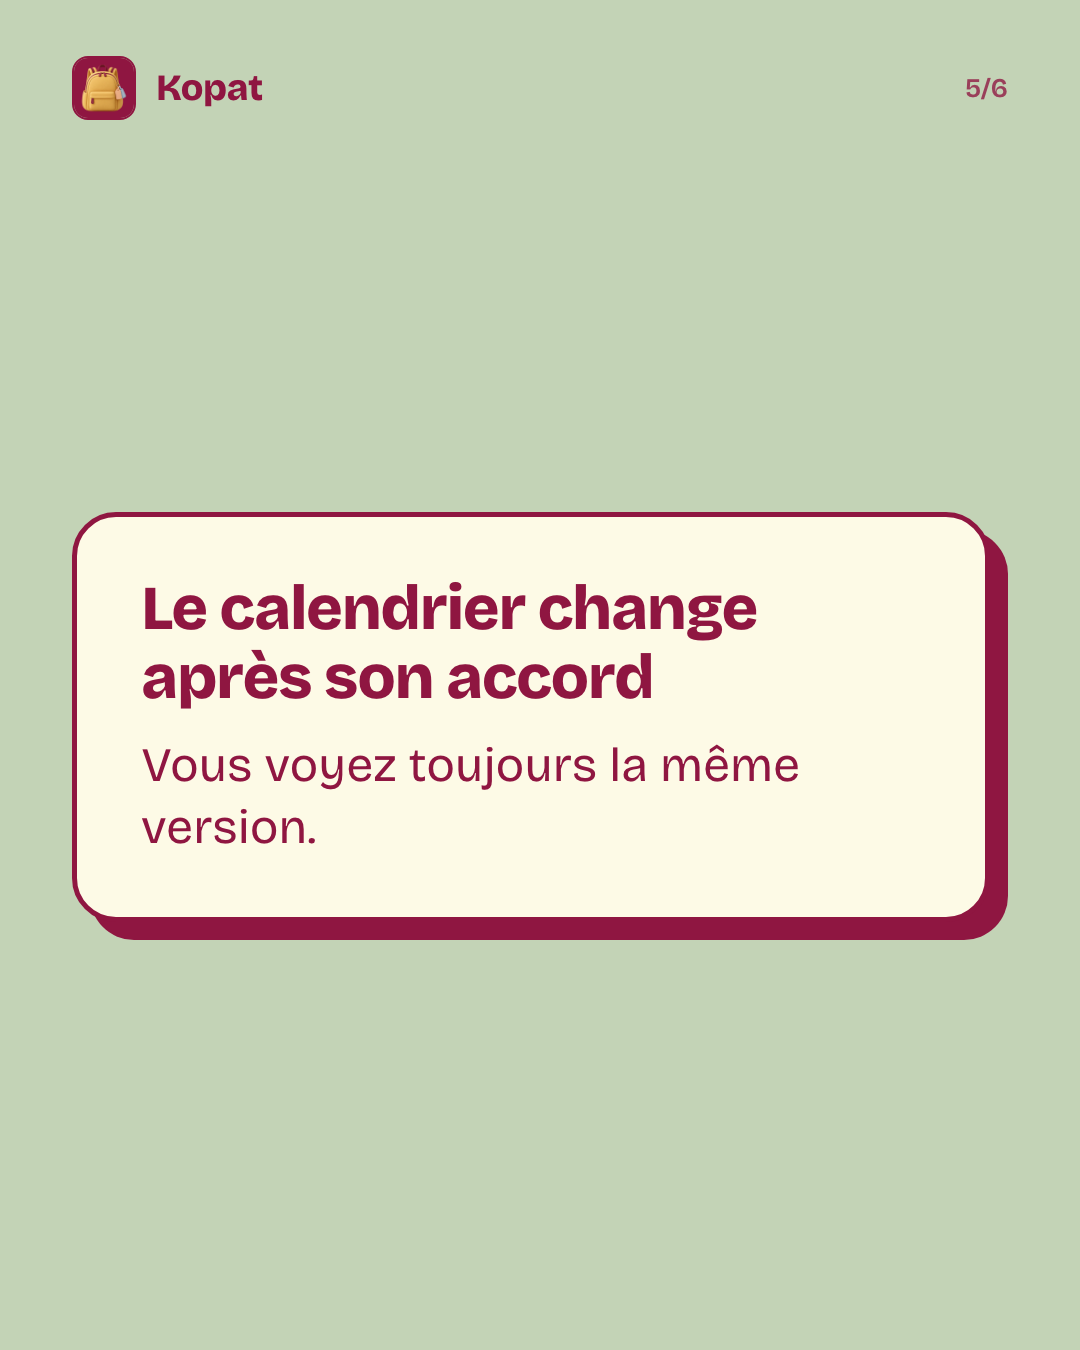 Kopat
5/6
Le calendrier change
après son accord
Vous voyez toujours la même
version.